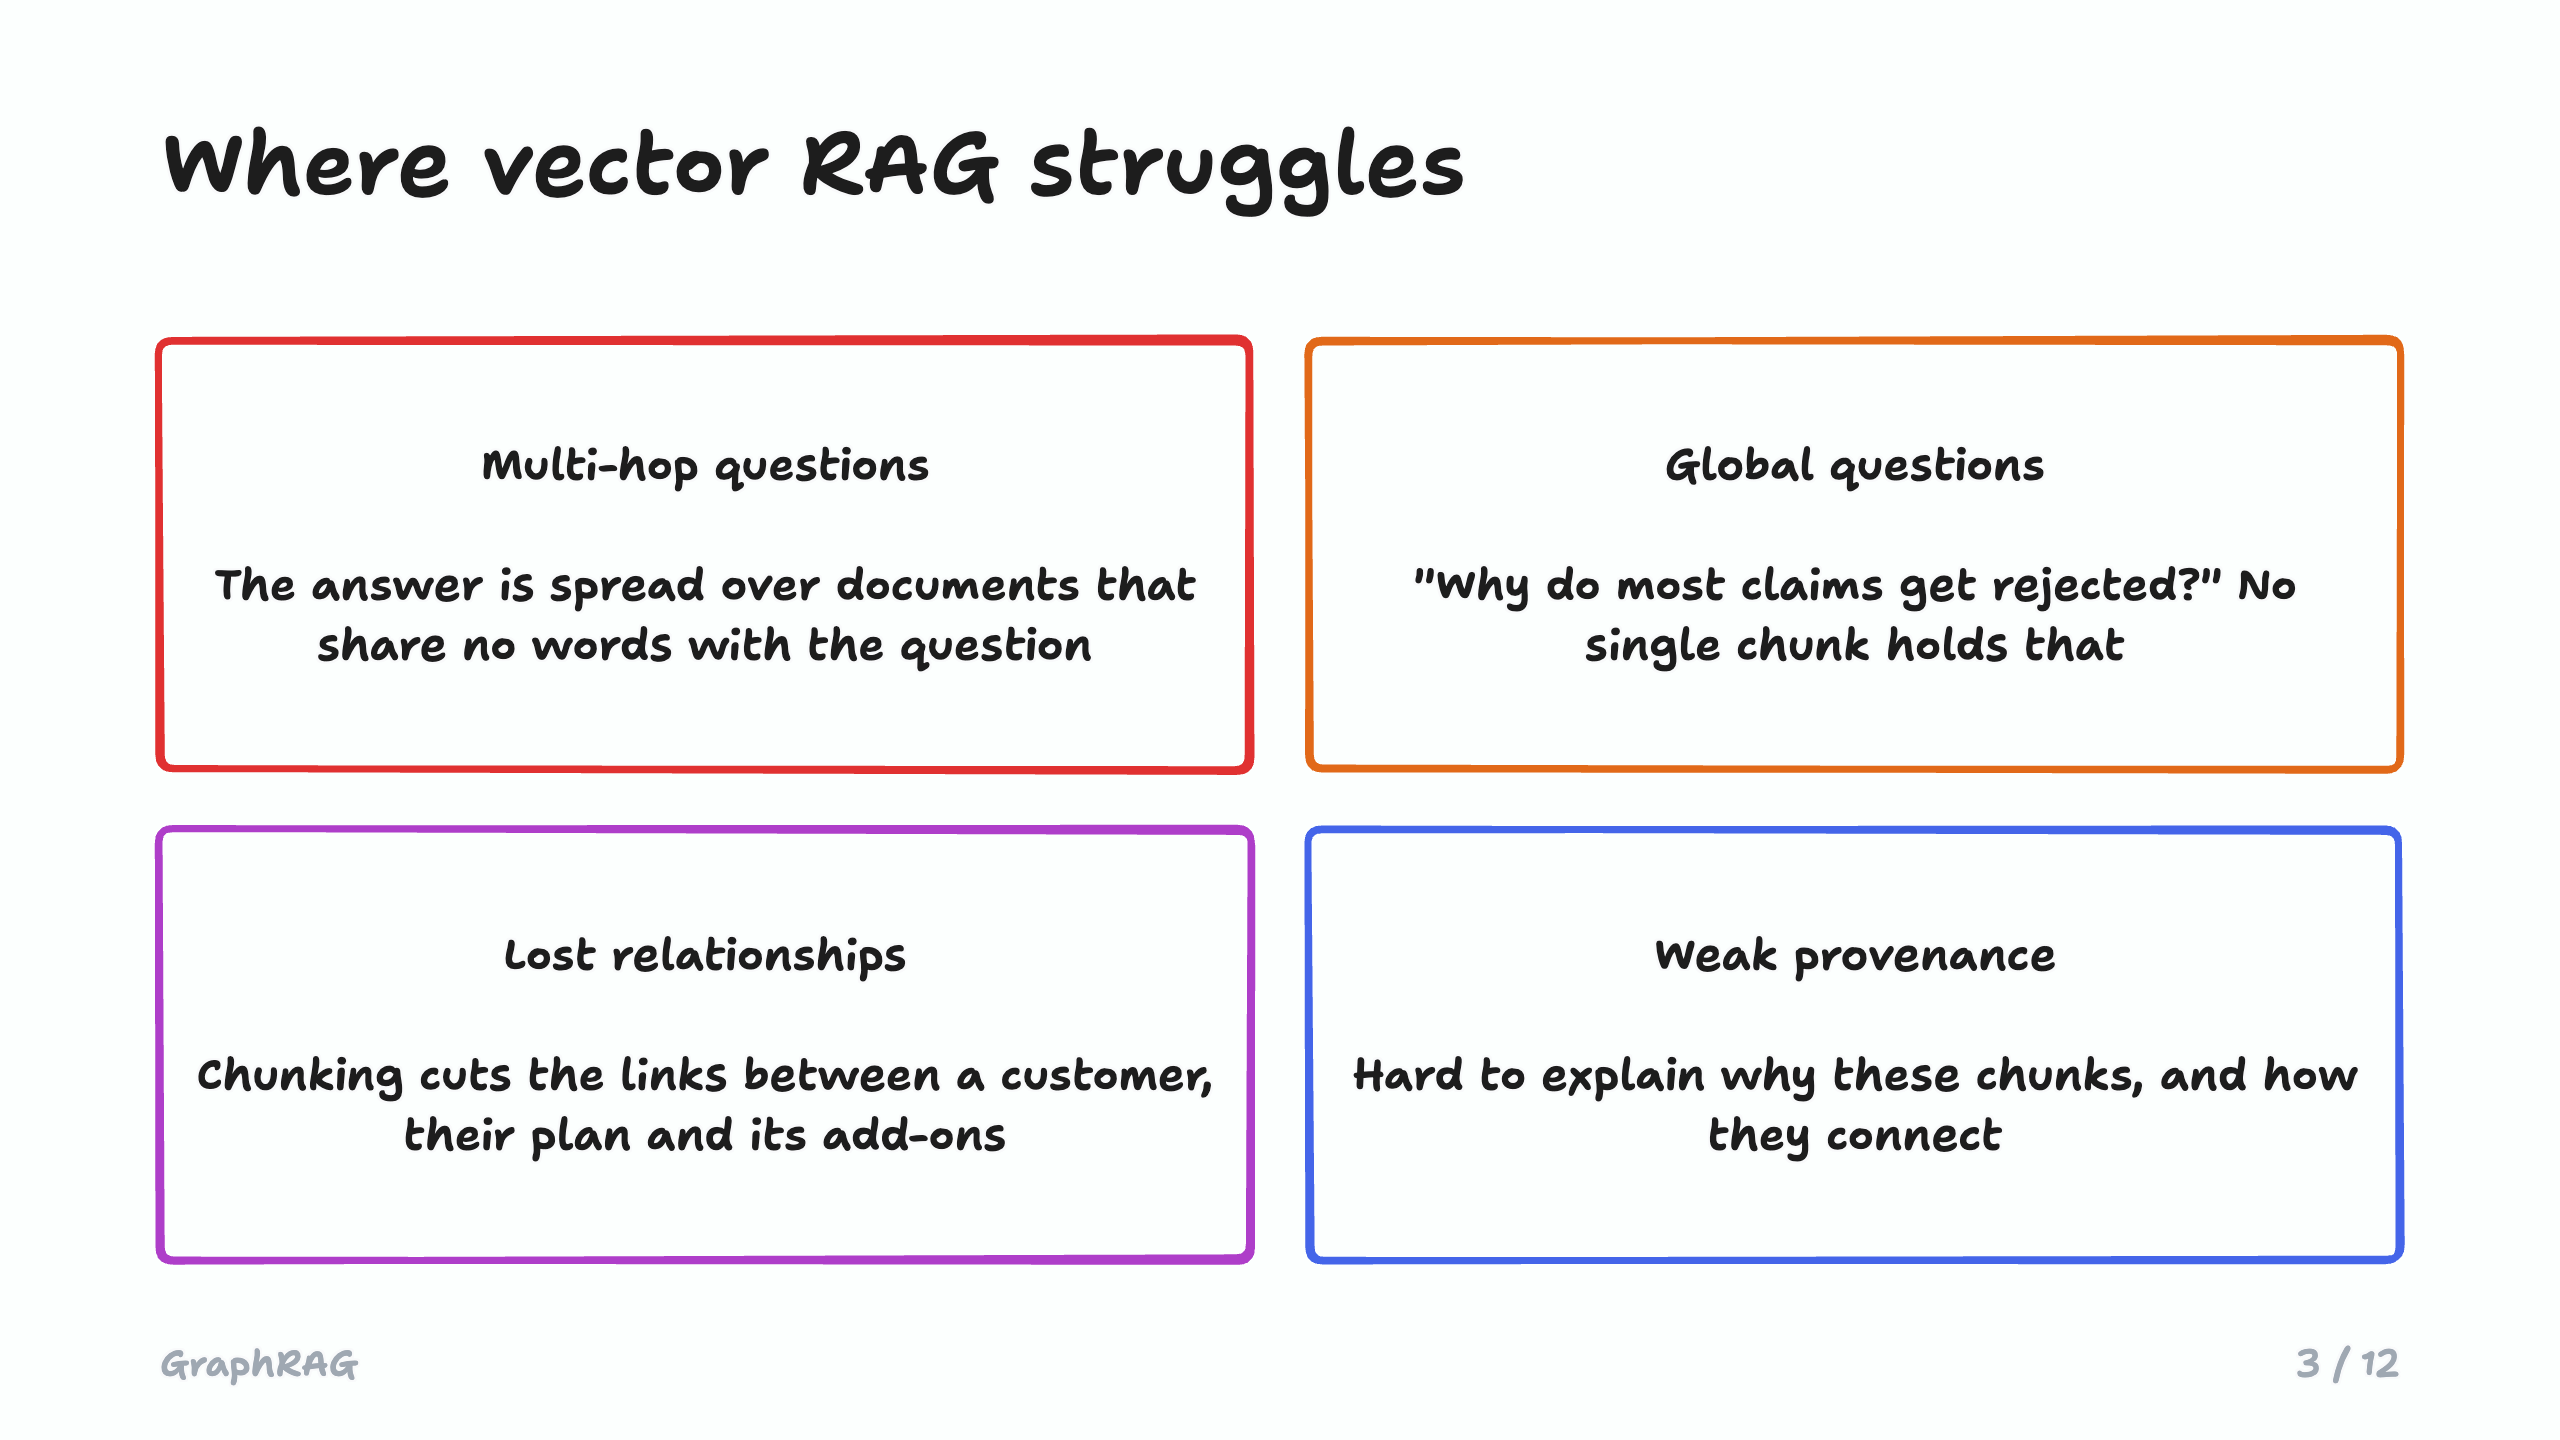 Where vector RAG struggles
Multi-hop questions
The answer is spread over documents that
share no words with the question
Global questions
"Why do most claims get rejected?" No
single chunk holds that
Lost relationships
Chunking cuts the links between a customer,
their plan and its add-ons
Weak provenance
Hard to explain why these chunks, and how
they connect
GraphRAG
3 / 12